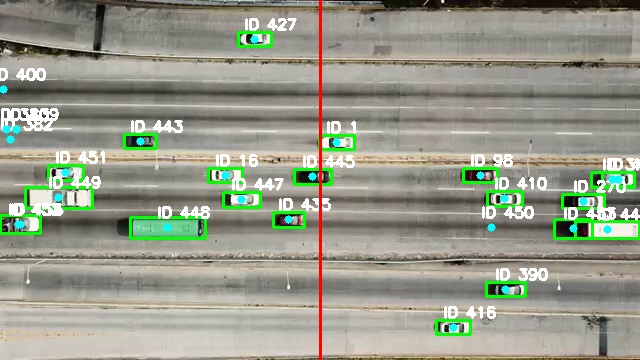 ID 427
D 400
ID 382
ID 443
ID 1
ID 451
ID 16
ID 445
ID 98
ID 449
ID 447
ID 410
ID 270
ID 448
ID 435
ID 450
ID 390
ID 416